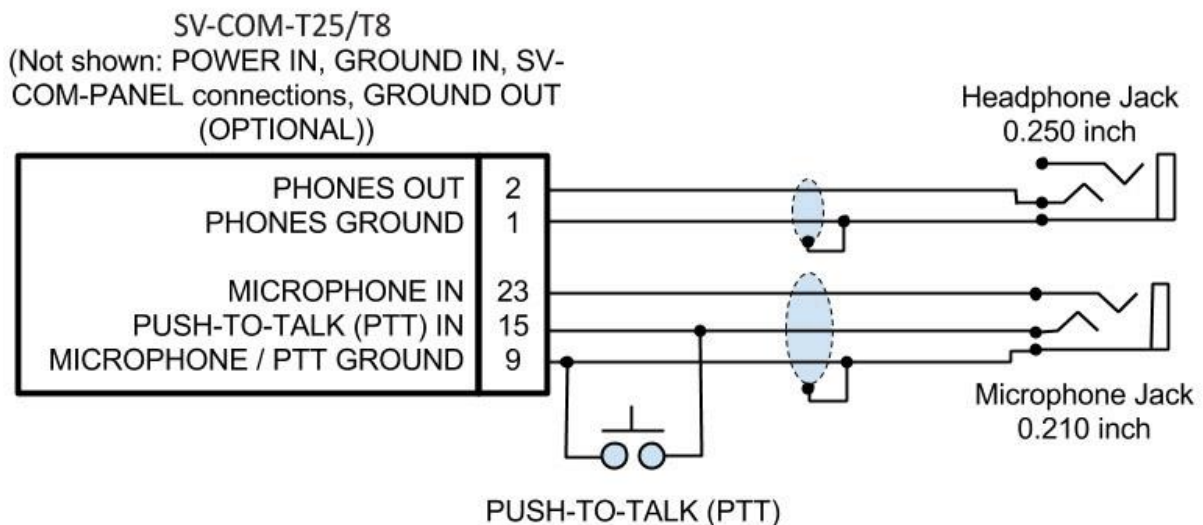 SV-COM-T25/T8
(Not shown: POWER IN, GROUND IN, SV-
COM-PANEL connections, GROUND OUT
(OPTIONAL))
Headphone Jack
0.250 inch
PHONES OUT 2
PHONES GROUND 1
MICROPHONE IN 23
PUSH-TO-TALK (PTT) IN 15
MICROPHONE / PTT GROUND 9
Microphone Jack
0.210 inch
PUSH-TO-TALK (PTT)